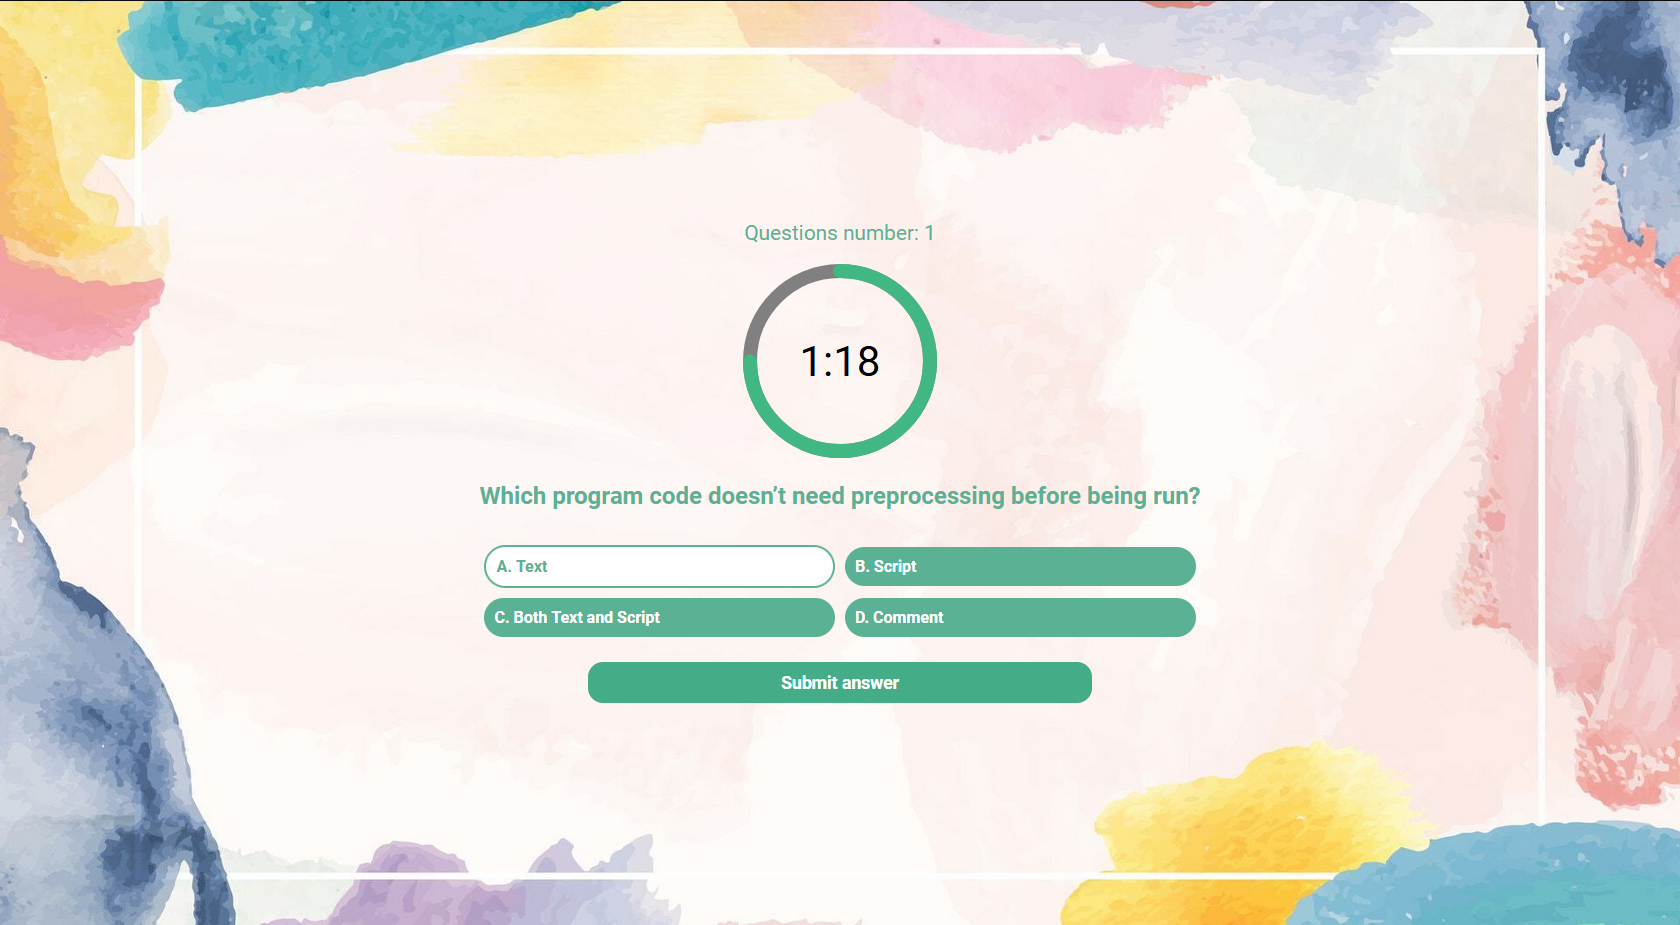 Questions number: 1
1:18
Which program code doesn’t need preprocessing before being run?
A. Text
B. Script
C. Both Text and Script
D. Comment
Submit answer